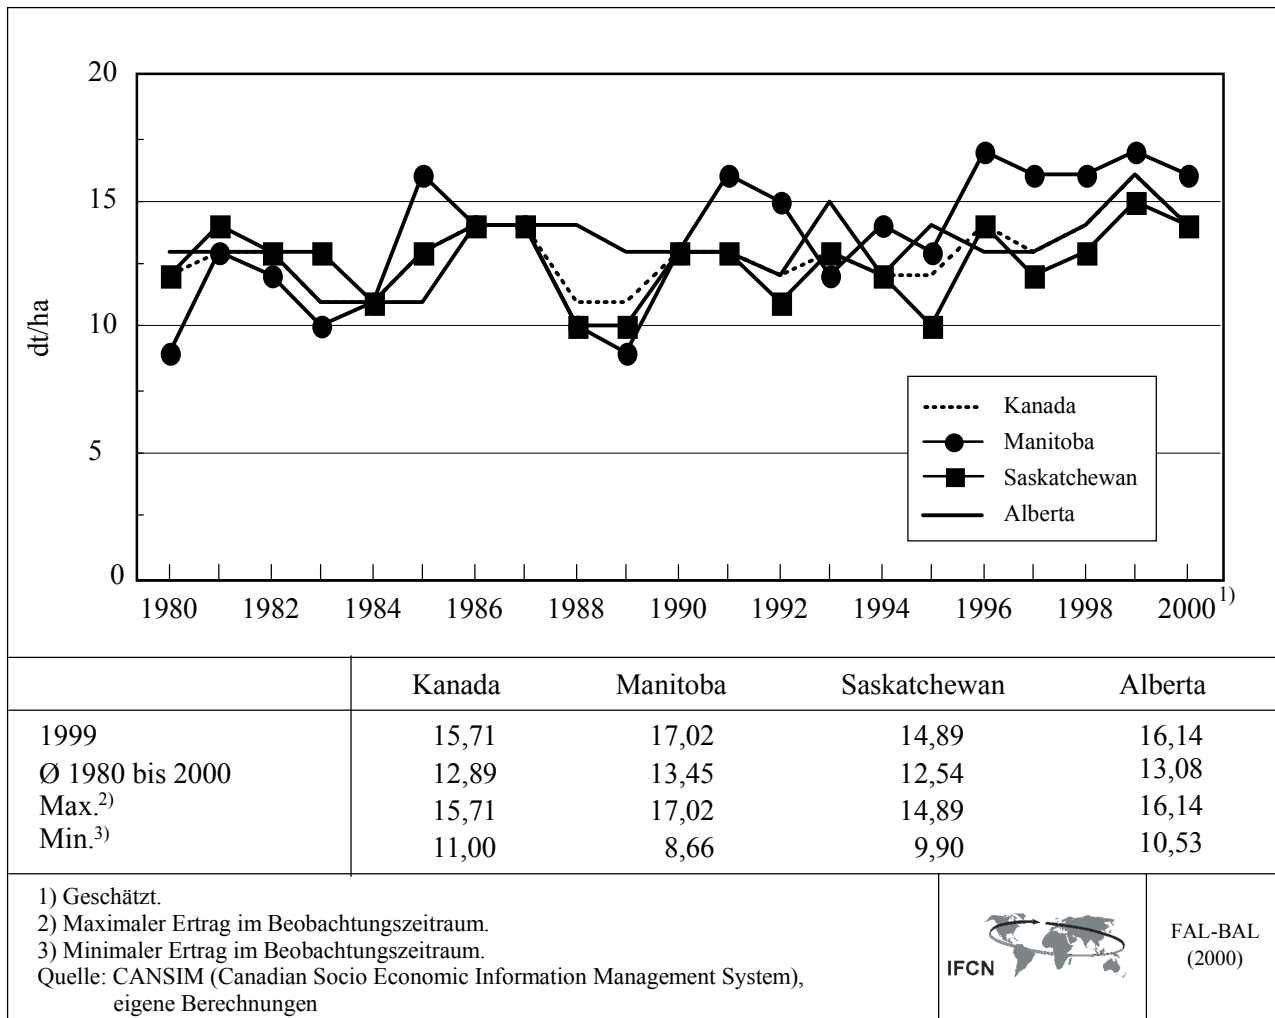 20
15
10
5
0
dt/ha
Kanada
Manitoba
Saskatchewan
Alberta
1980 1982 1984 1986 1988 1990 1992 1994 1996 1998 2000 1)
Kanada Manitoba Saskatchewan Alberta
1999 15,71 17,02 14,89 16,14
Ø 1980 bis 2000 12,89 13,45 12,54 13,08
Max.2) 15,71 17,02 14,89 16,14
Min.3) 11,00 8,66 9,90 10,53
1) Geschätzt.
2) Maximaler Ertrag im Beobachtungszeitraum.
3) Minimaler Ertrag im Beobachtungszeitraum.
Quelle: CANSIM (Canadian Socio Economic Information Management System),
eigene Berechnungen
IFCN
FAL-BAL
(2000)